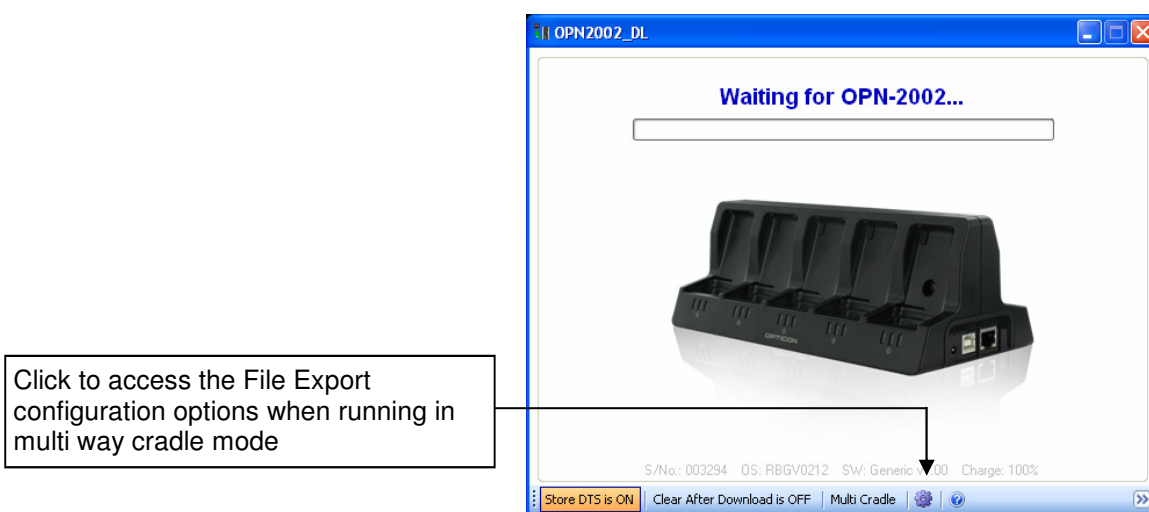 OPN2002_DL
Waiting for OPN-2002...
OPTICON
Click to access the File Export
configuration options when running in
multi way cradle mode
S/No.: 003294 OS: RBGV0212 SW: Generic Charge: 100%
Store DTS is ON Clear After Download is OFF Multi Cradle